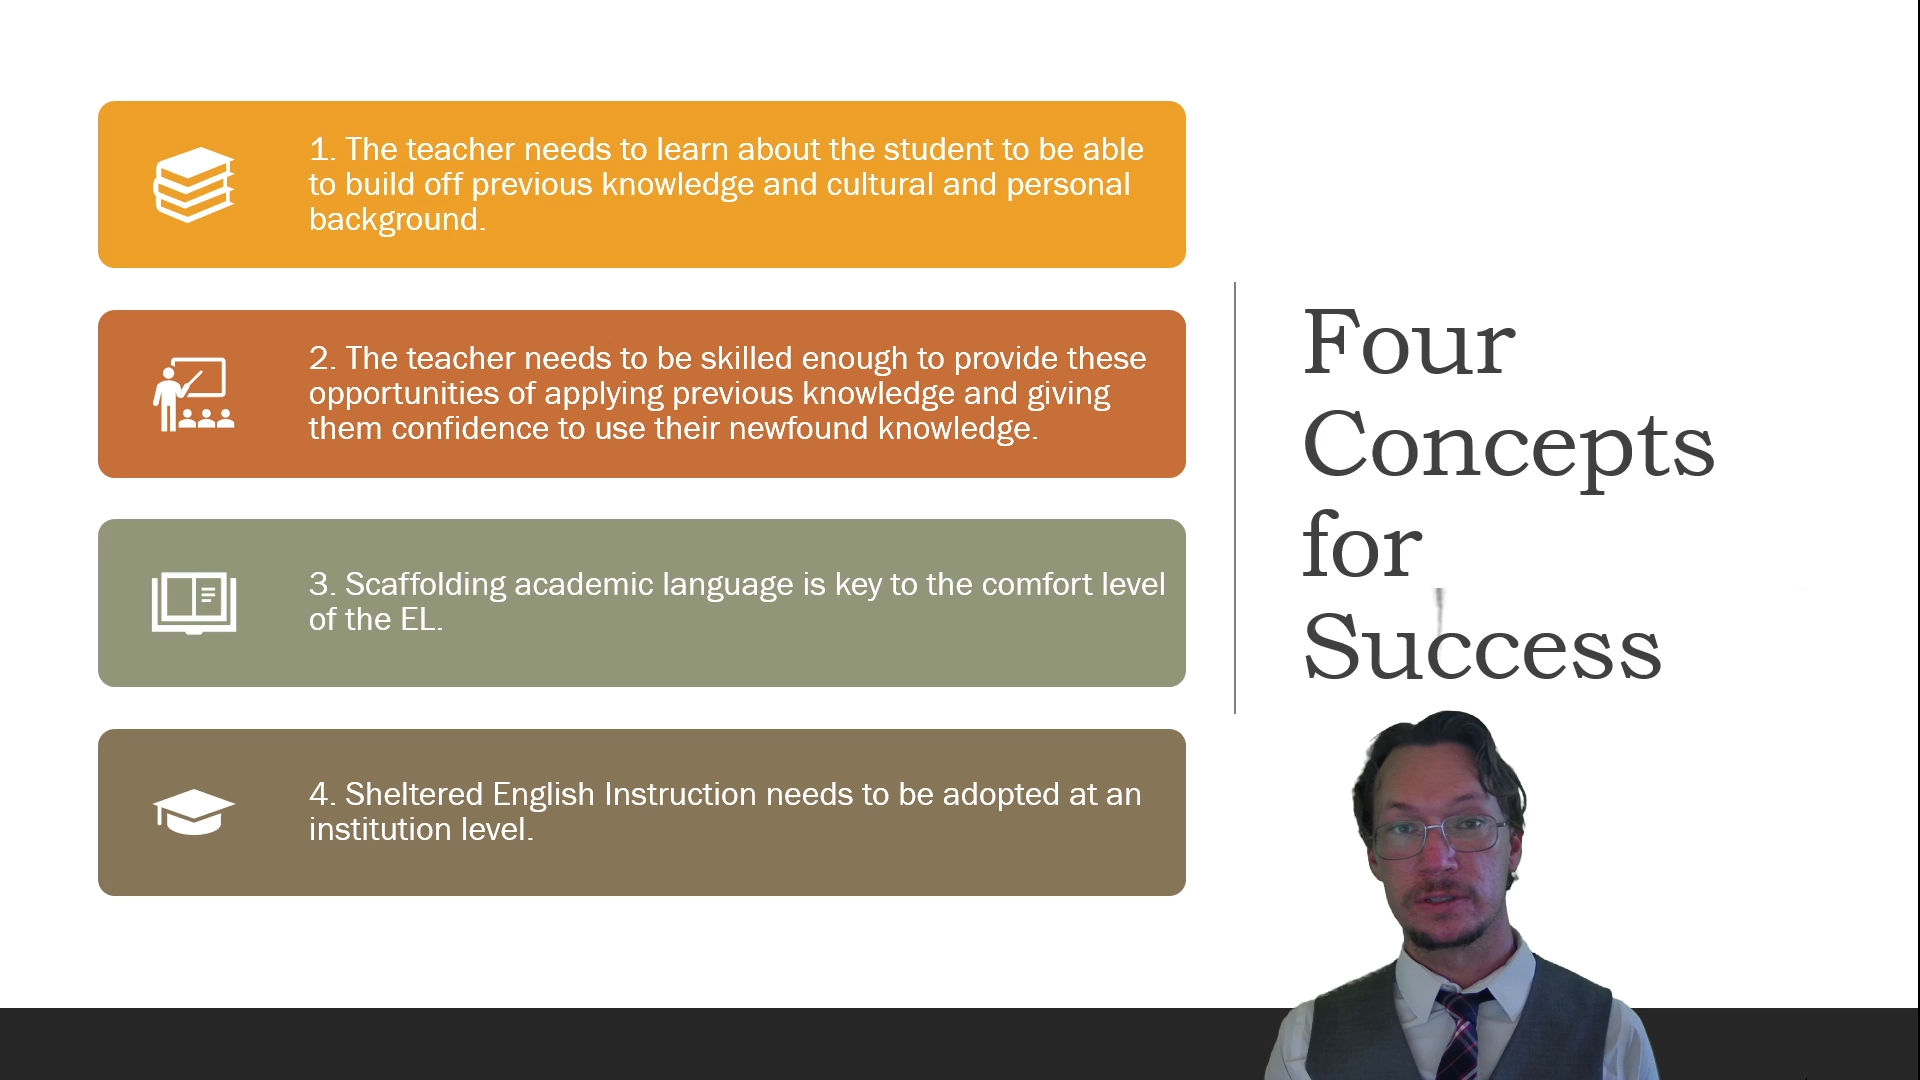 1. The teacher needs to learn about the student to be able
to build off previous knowledge and cultural and personal
background.
2. The teacher needs to be skilled enough to provide these
opportunities of applying previous knowledge and giving
them confidence to use their newfound knowledge.
3. Scaffolding academic language is key to the comfort level
of the EL.
4. Sheltered English Instruction needs to be adopted at an
institution level.
Four
Concepts
for
Success